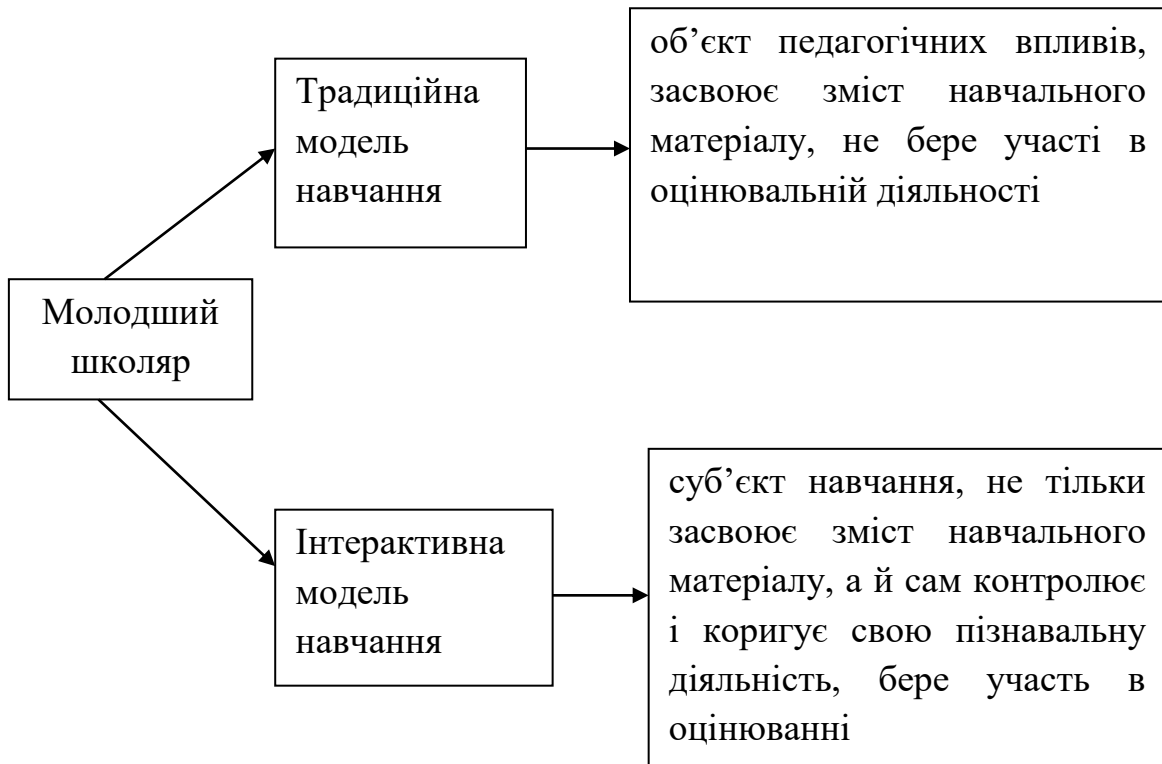 об’єкт педагогічних впливів,
засвоює зміст навчального
матеріалу, не бере участі в
оцінювальній діяльності
Традиційна
модель
навчання
Молодший
школяр
Інтерактивна
модель
навчання
суб’єкт навчання, не тільки
засвоює зміст навчального
матеріалу, а й сам контролює
і коригує свою пізнавальну
діяльність, бере участь в
оцінюванні